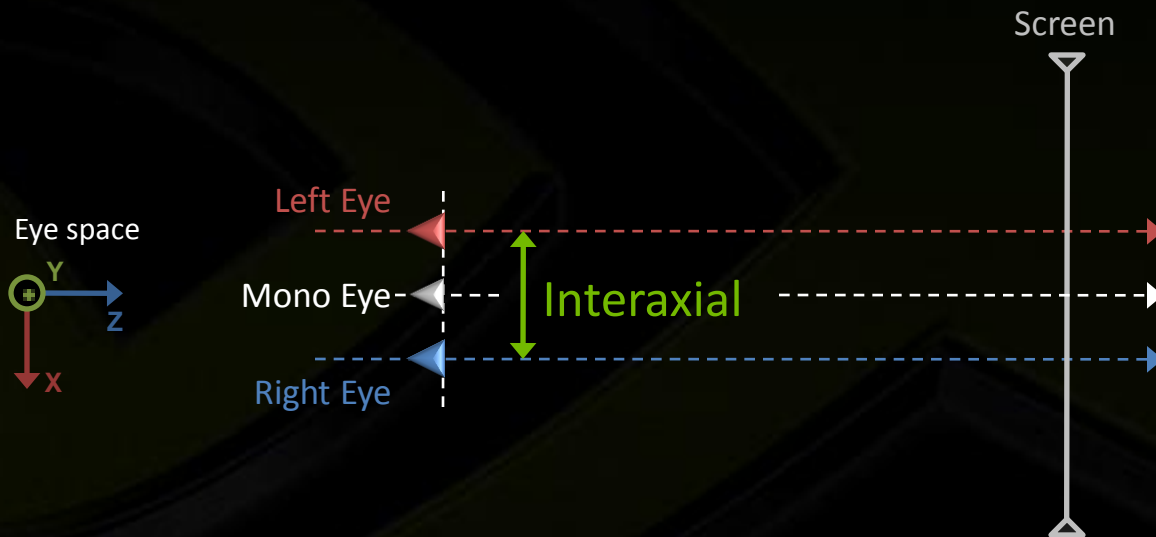 Screen
Left Eye
Eye space
Y
Mono Eye
Interaxial
Z
X
Right Eye